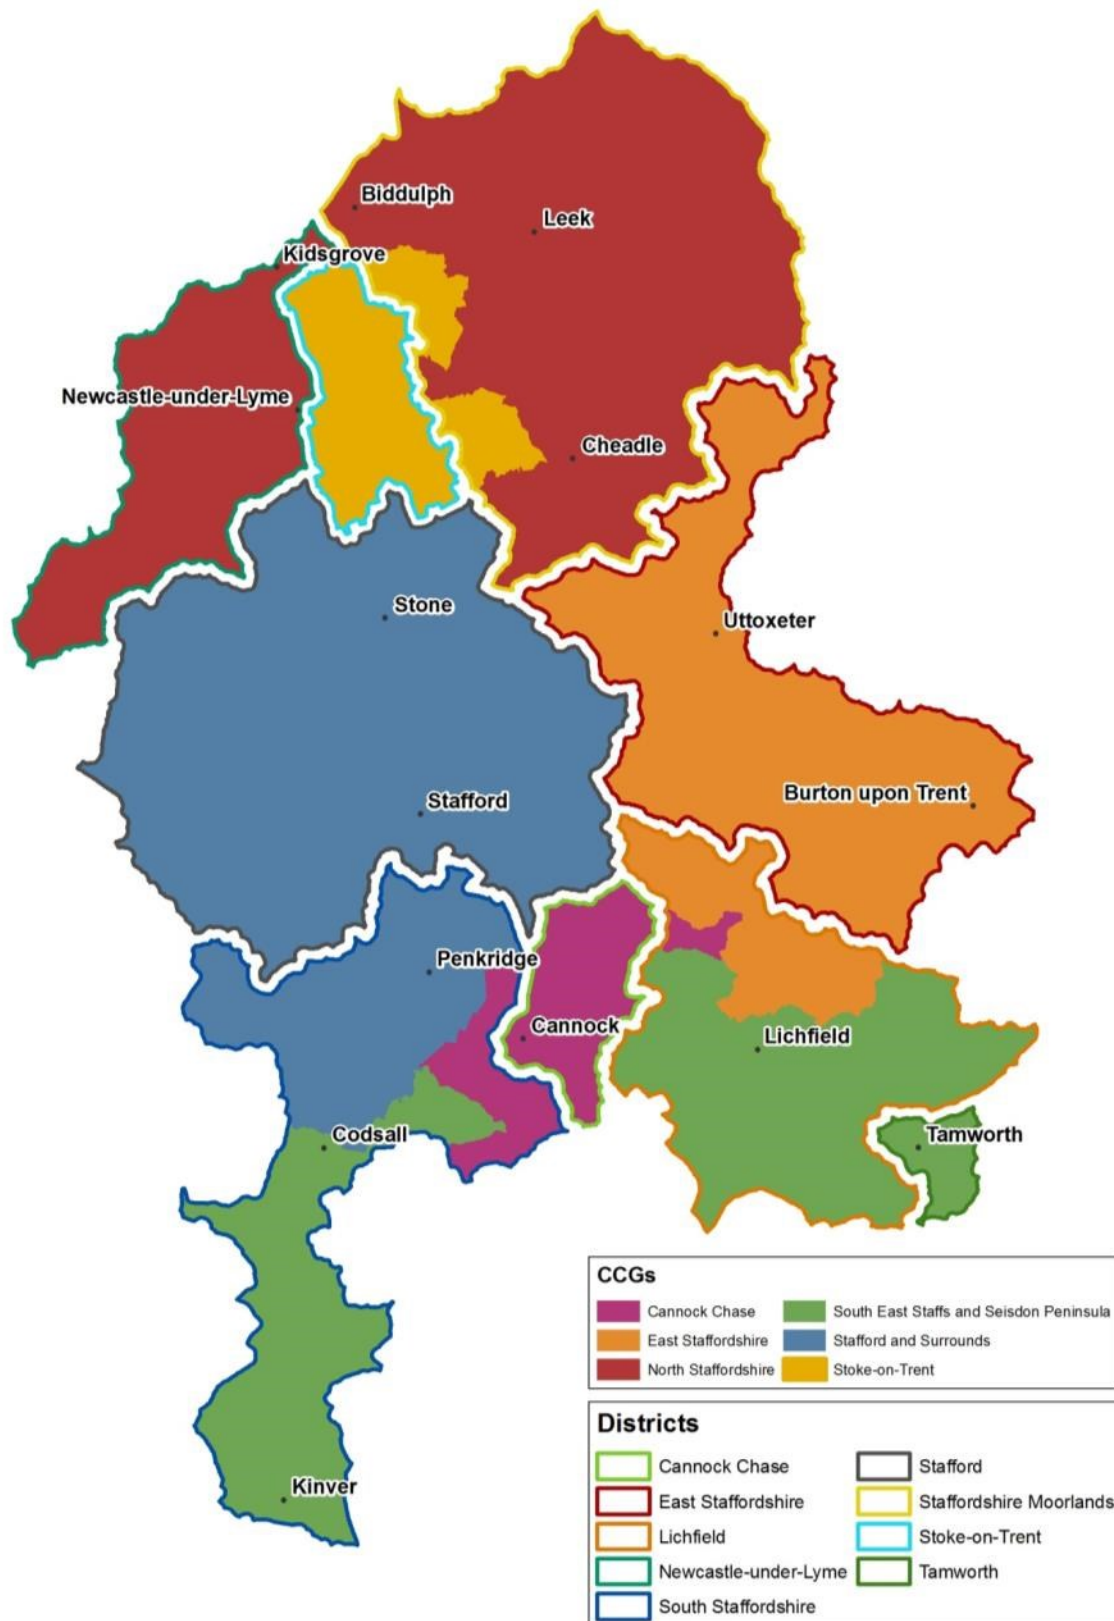 Biddulph
Leek
Kidsgrove
Newcastle-under-Lyme
Cheadle
Stone
Uttoxeter
Stafford
Burton upon Trent
Penkridge
Cannock
Lichfield
Codsall
Tamworth
Kinver
CCGs
Cannock Chase
South East Staffs and Seisdon Peninsula
East Staffordshire
Stafford and Surrounds
North Staffordshire
Stoke-on-Trent
Districts
Cannock Chase
Stafford
East Staffordshire
Staffordshire Moorlands
Lichfield
Stoke-on-Trent
Newcastle-under-Lyme
Tamworth
South Staffordshire